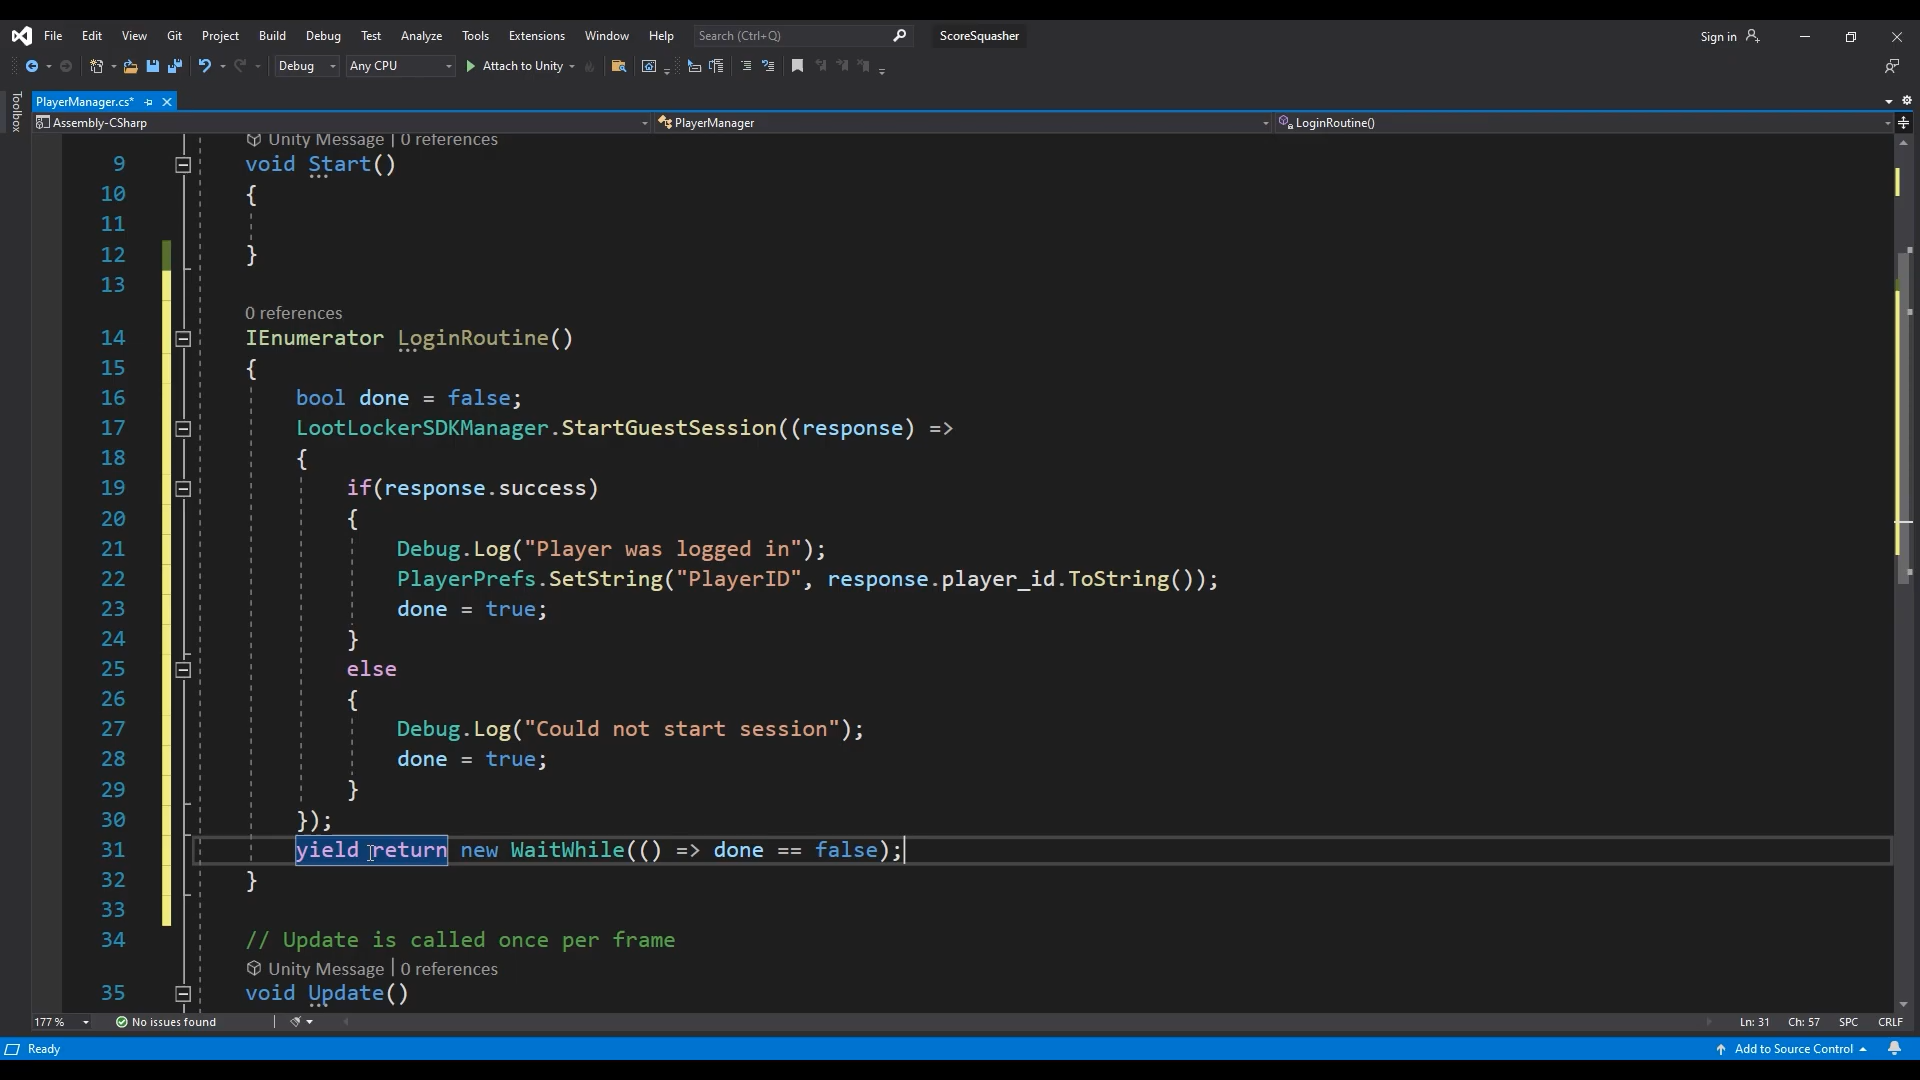 File Edit View Git Project Build Debug Test Analyze Tools Extensions Window Help Search (Ctrl+Q) ScoreSquasher Sign in
Debug Any CPU Attach to Unity
Toolbox
PlayerManager.cs*
Assembly-CSharp PlayerManager LoginRoutine()
Unity Message | 0 references
9 void Start()
10 {
11
12 }
13
0 references
14 IEnumerator LoginRoutine()
15 {
16 bool done = false;
17 LootLockerSDKManager.StartGuestSession((response) =>
18 {
19 if(response.success)
20 {
21 Debug.Log("Player was logged in");
22 PlayerPrefs.SetString("PlayerID", response.player_id.ToString());
23 done = true;
24 }
25 else
26 {
27 Debug.Log("Could not start session");
28 done = true;
29 }
30 });
31 yield return new WaitWhile(() => done == false);
32 }
33
34 // Update is called once per frame
Unity Message | 0 references
35 void Update()
177 % No issues found Ln: 31 Ch: 57 SPC CRLF
Ready Add to Source Control